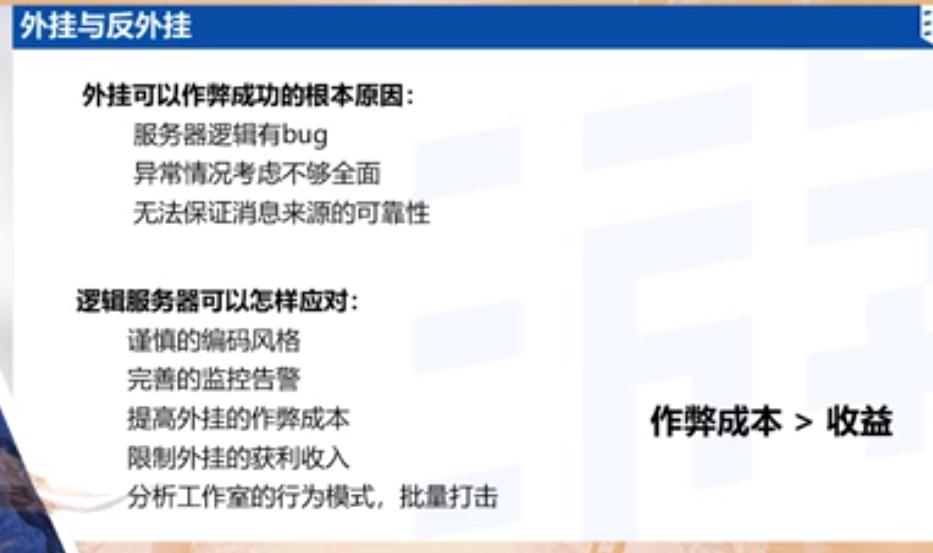 外挂与反外挂
外挂可以作弊成功的根本原因：
服务器逻辑有bug
异常情况考虑不够全面
无法保证消息来源的可靠性
逻辑服务器可以怎样应对：
谨慎的编码风格
完善的监控告警
提高外挂的作弊成本
限制外挂的获利收入
分析工作室的行为模式，批量打击
作弊成本 > 收益